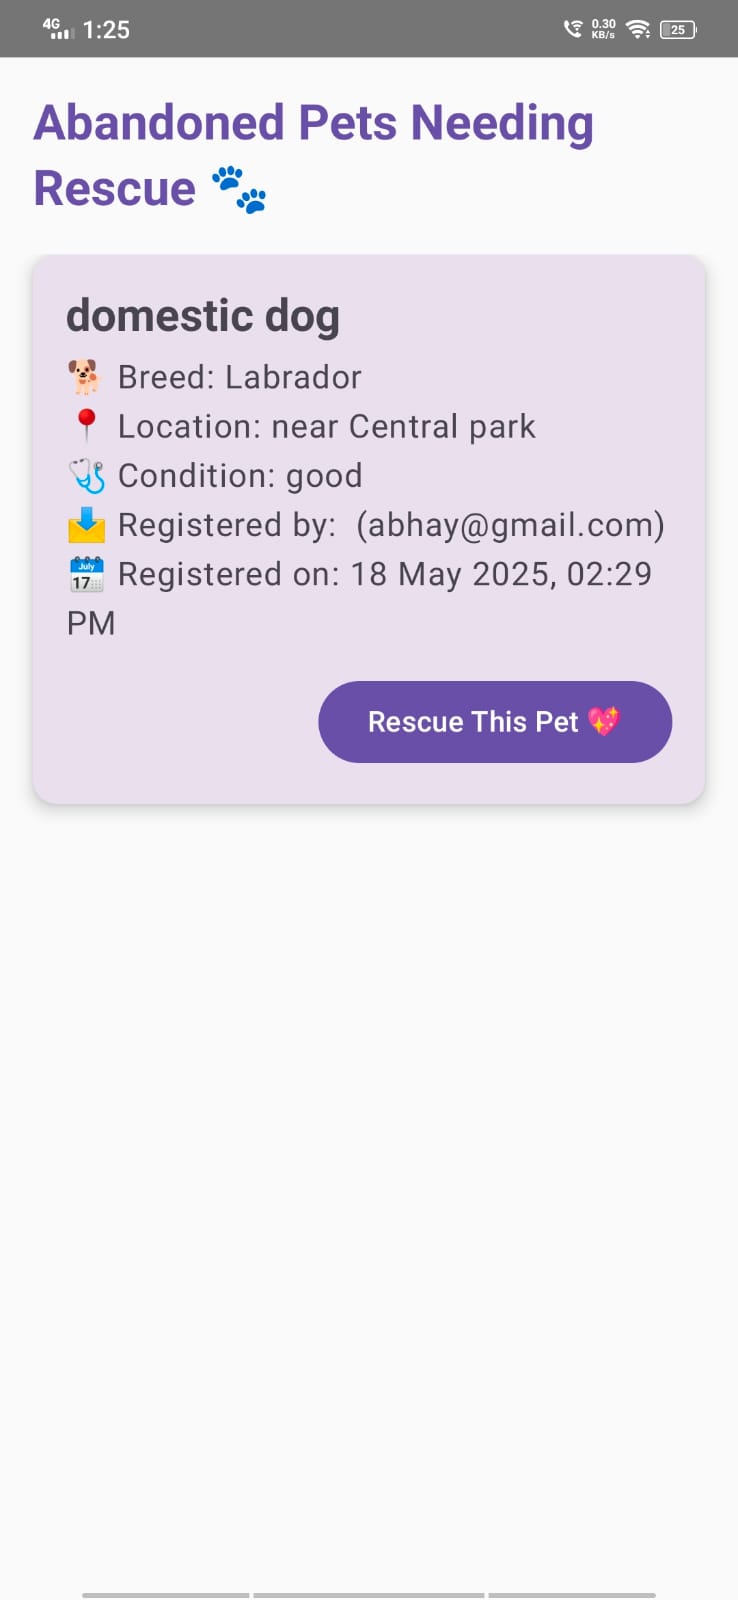 4G 1:25 0.30 KB/s 25
Abandoned Pets Needing
Rescue 🐾
domestic dog
🐕 Breed: Labrador
📍 Location: near Central park
🩺 Condition: good
📩 Registered by:  (abhay@gmail.com)
🗓️ Registered on: 18 May 2025, 02:29
PM
Rescue This Pet 💖